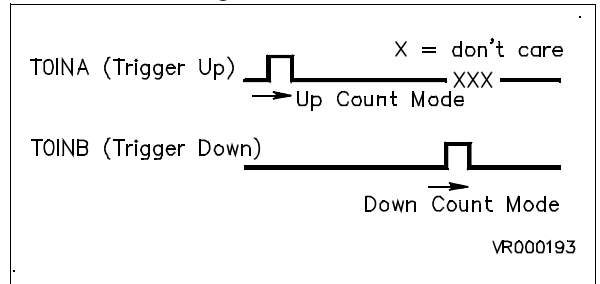 X = don't care
T0INA (Trigger Up)
XXX
Up Count Mode
T0INB (Trigger Down)
Down Count Mode
VR000193